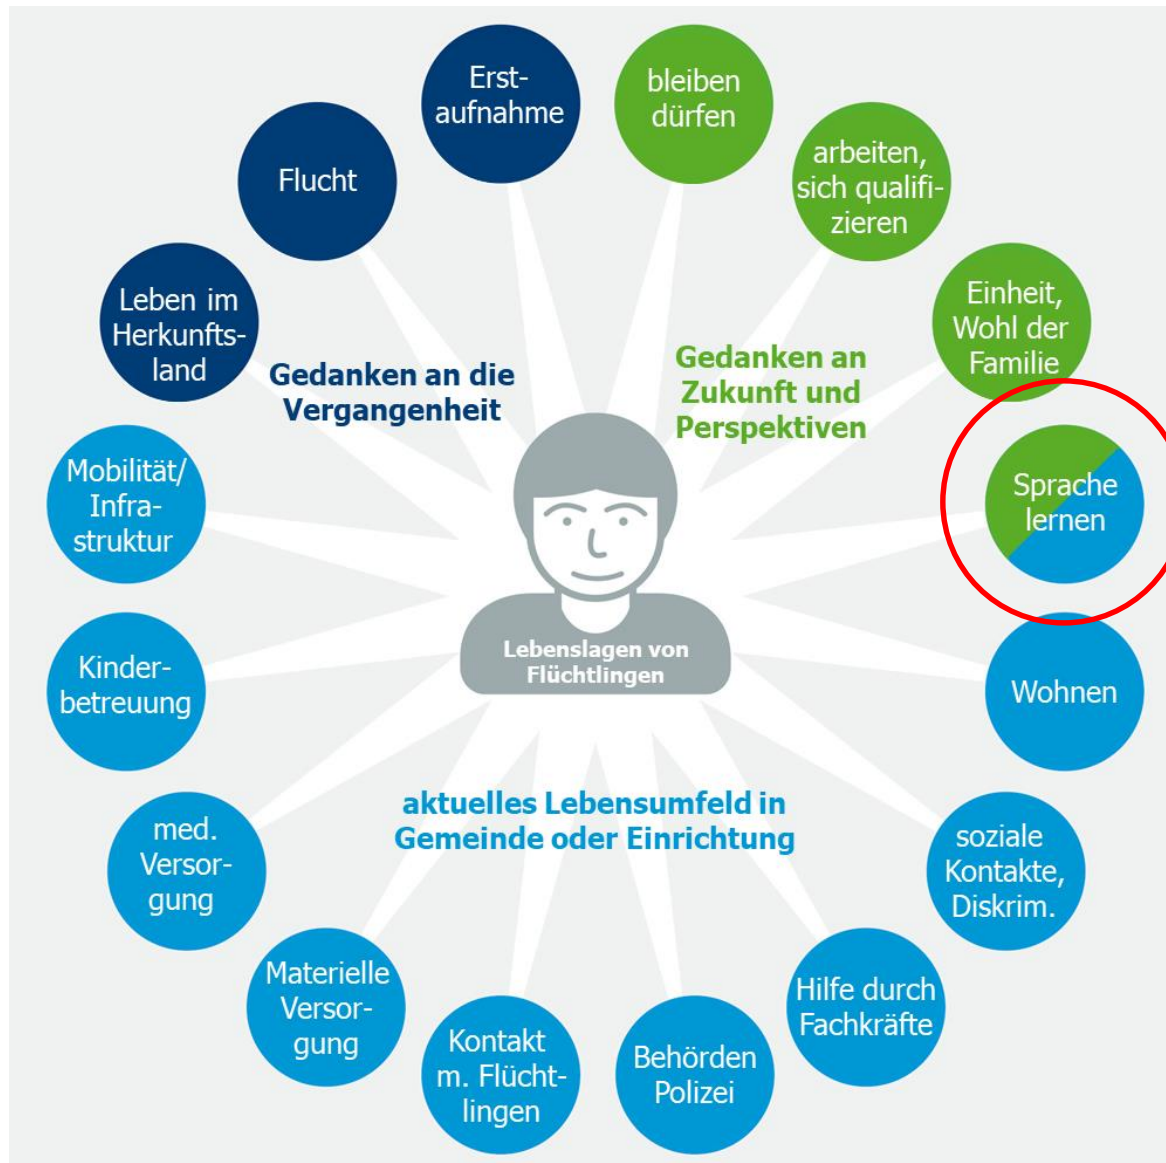 Erst-
aufnahme
bleiben
dürfen
Flucht
arbeiten,
sich qualifi-
zieren
Leben im
Herkunfts-
land
Einheit,
Wohl der
Familie
Gedanken an die
Vergangenheit
Gedanken an
Zukunft und
Perspektiven
Mobilität/
Infra-
struktur
Sprache
lernen
Lebenslagen von
Flüchtlingen
Kinder-
betreuung
Wohnen
aktuelles Lebensumfeld in
Gemeinde oder Einrichtung
med.
Versor-
gung
soziale
Kontakte,
Diskrim.
Materielle
Versor-
gung
Hilfe durch
Fachkräfte
Kontakt
m. Flücht-
lingen
Behörden
Polizei